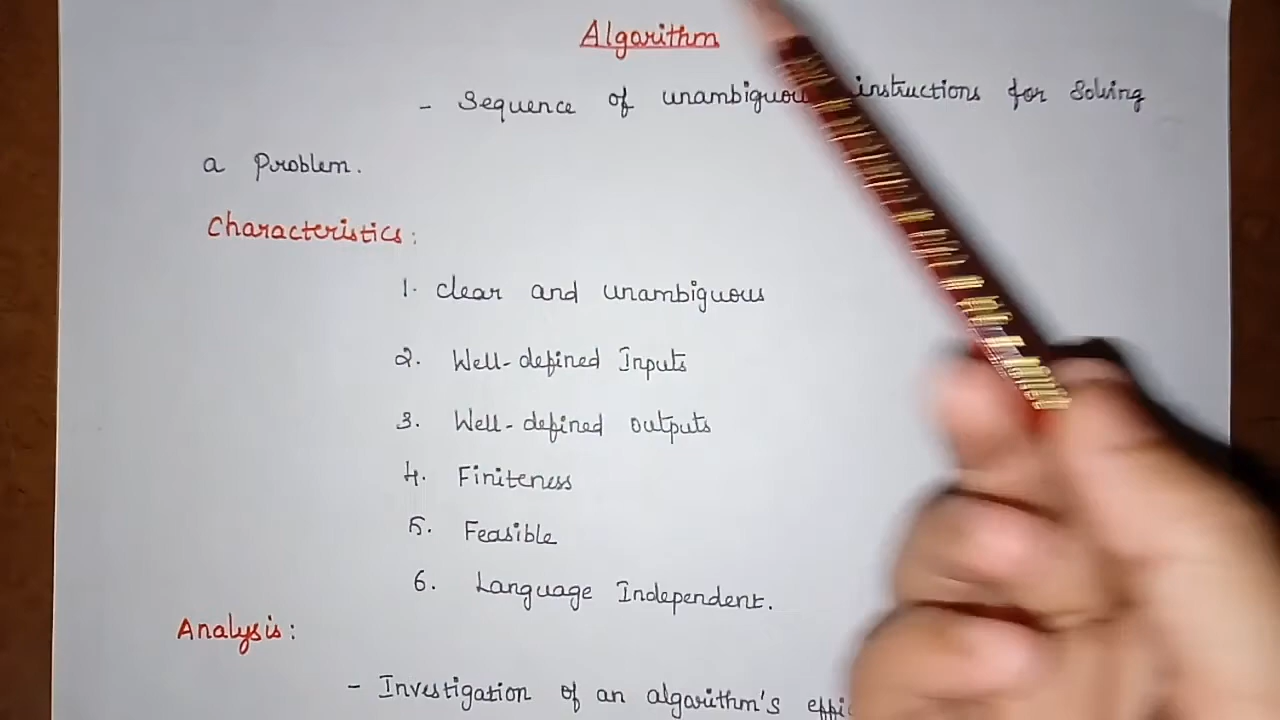 Algorithm
- Sequence of unambiguous instructions for Solving
a Problem.
Characteristics:
1. clear and unambiguous
2. Well-defined Inputs
3. Well-defined outputs
4. Finiteness
5. Feasible
6. Language Independent.
Analysis:
- Investigation of an algorithm's